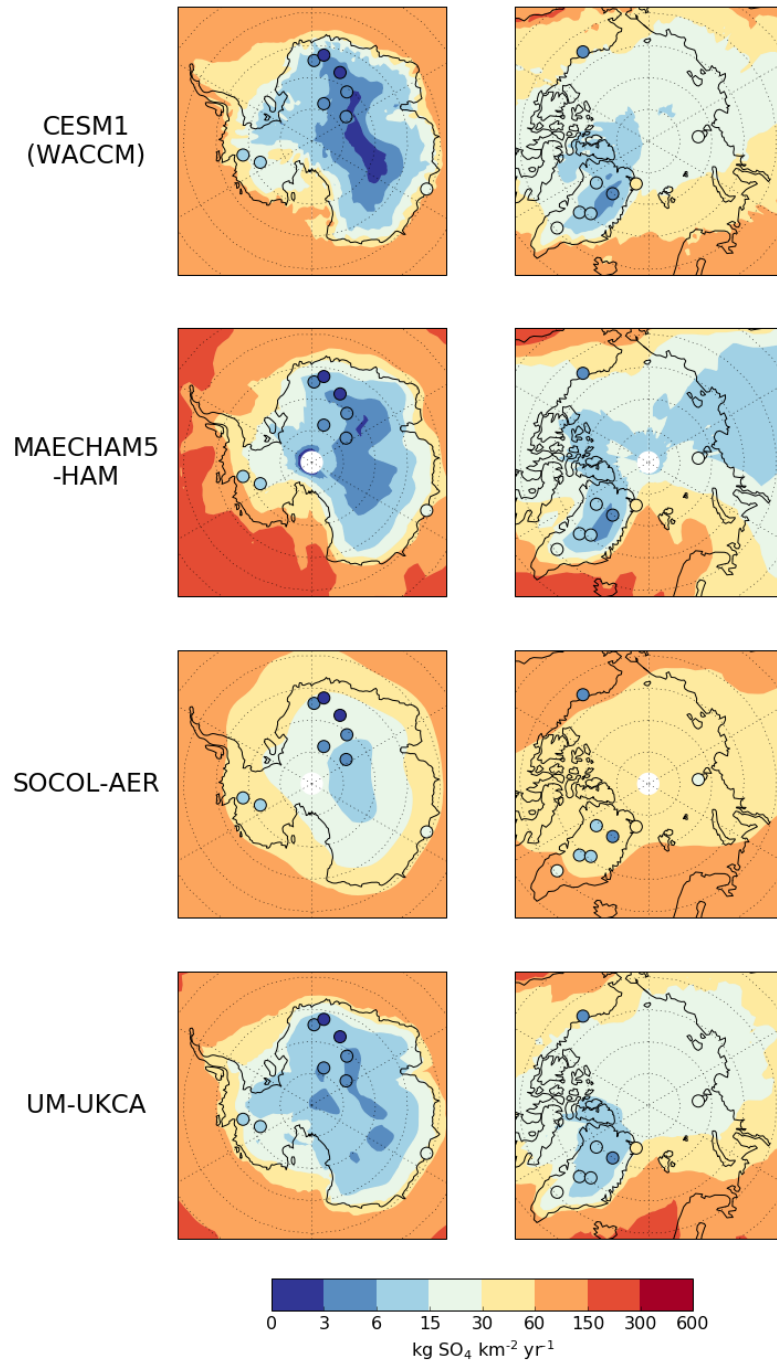 CESM1
(WACCM)
MAECHAM5
-HAM
SOCOL-AER
UM-UKCA
0 3 6 15 30 60 150 300 600
kg SO₄ km⁻² yr⁻¹